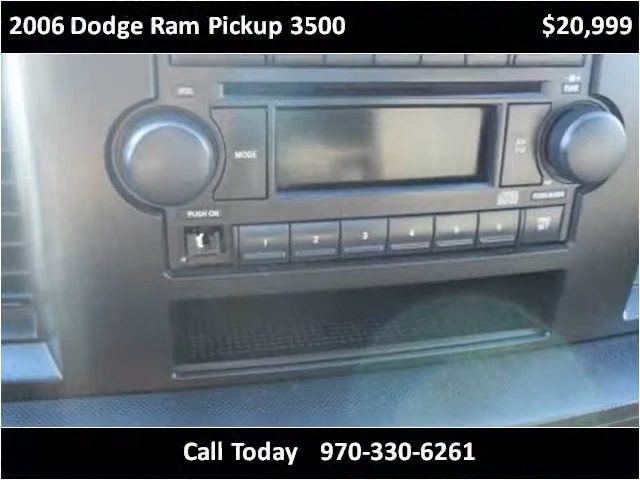 2006 Dodge Ram Pickup 3500 $20,999
VOL
TUNE
MODE
PUSH ON
1 2 3 4 5 6
Call Today 970-330-6261